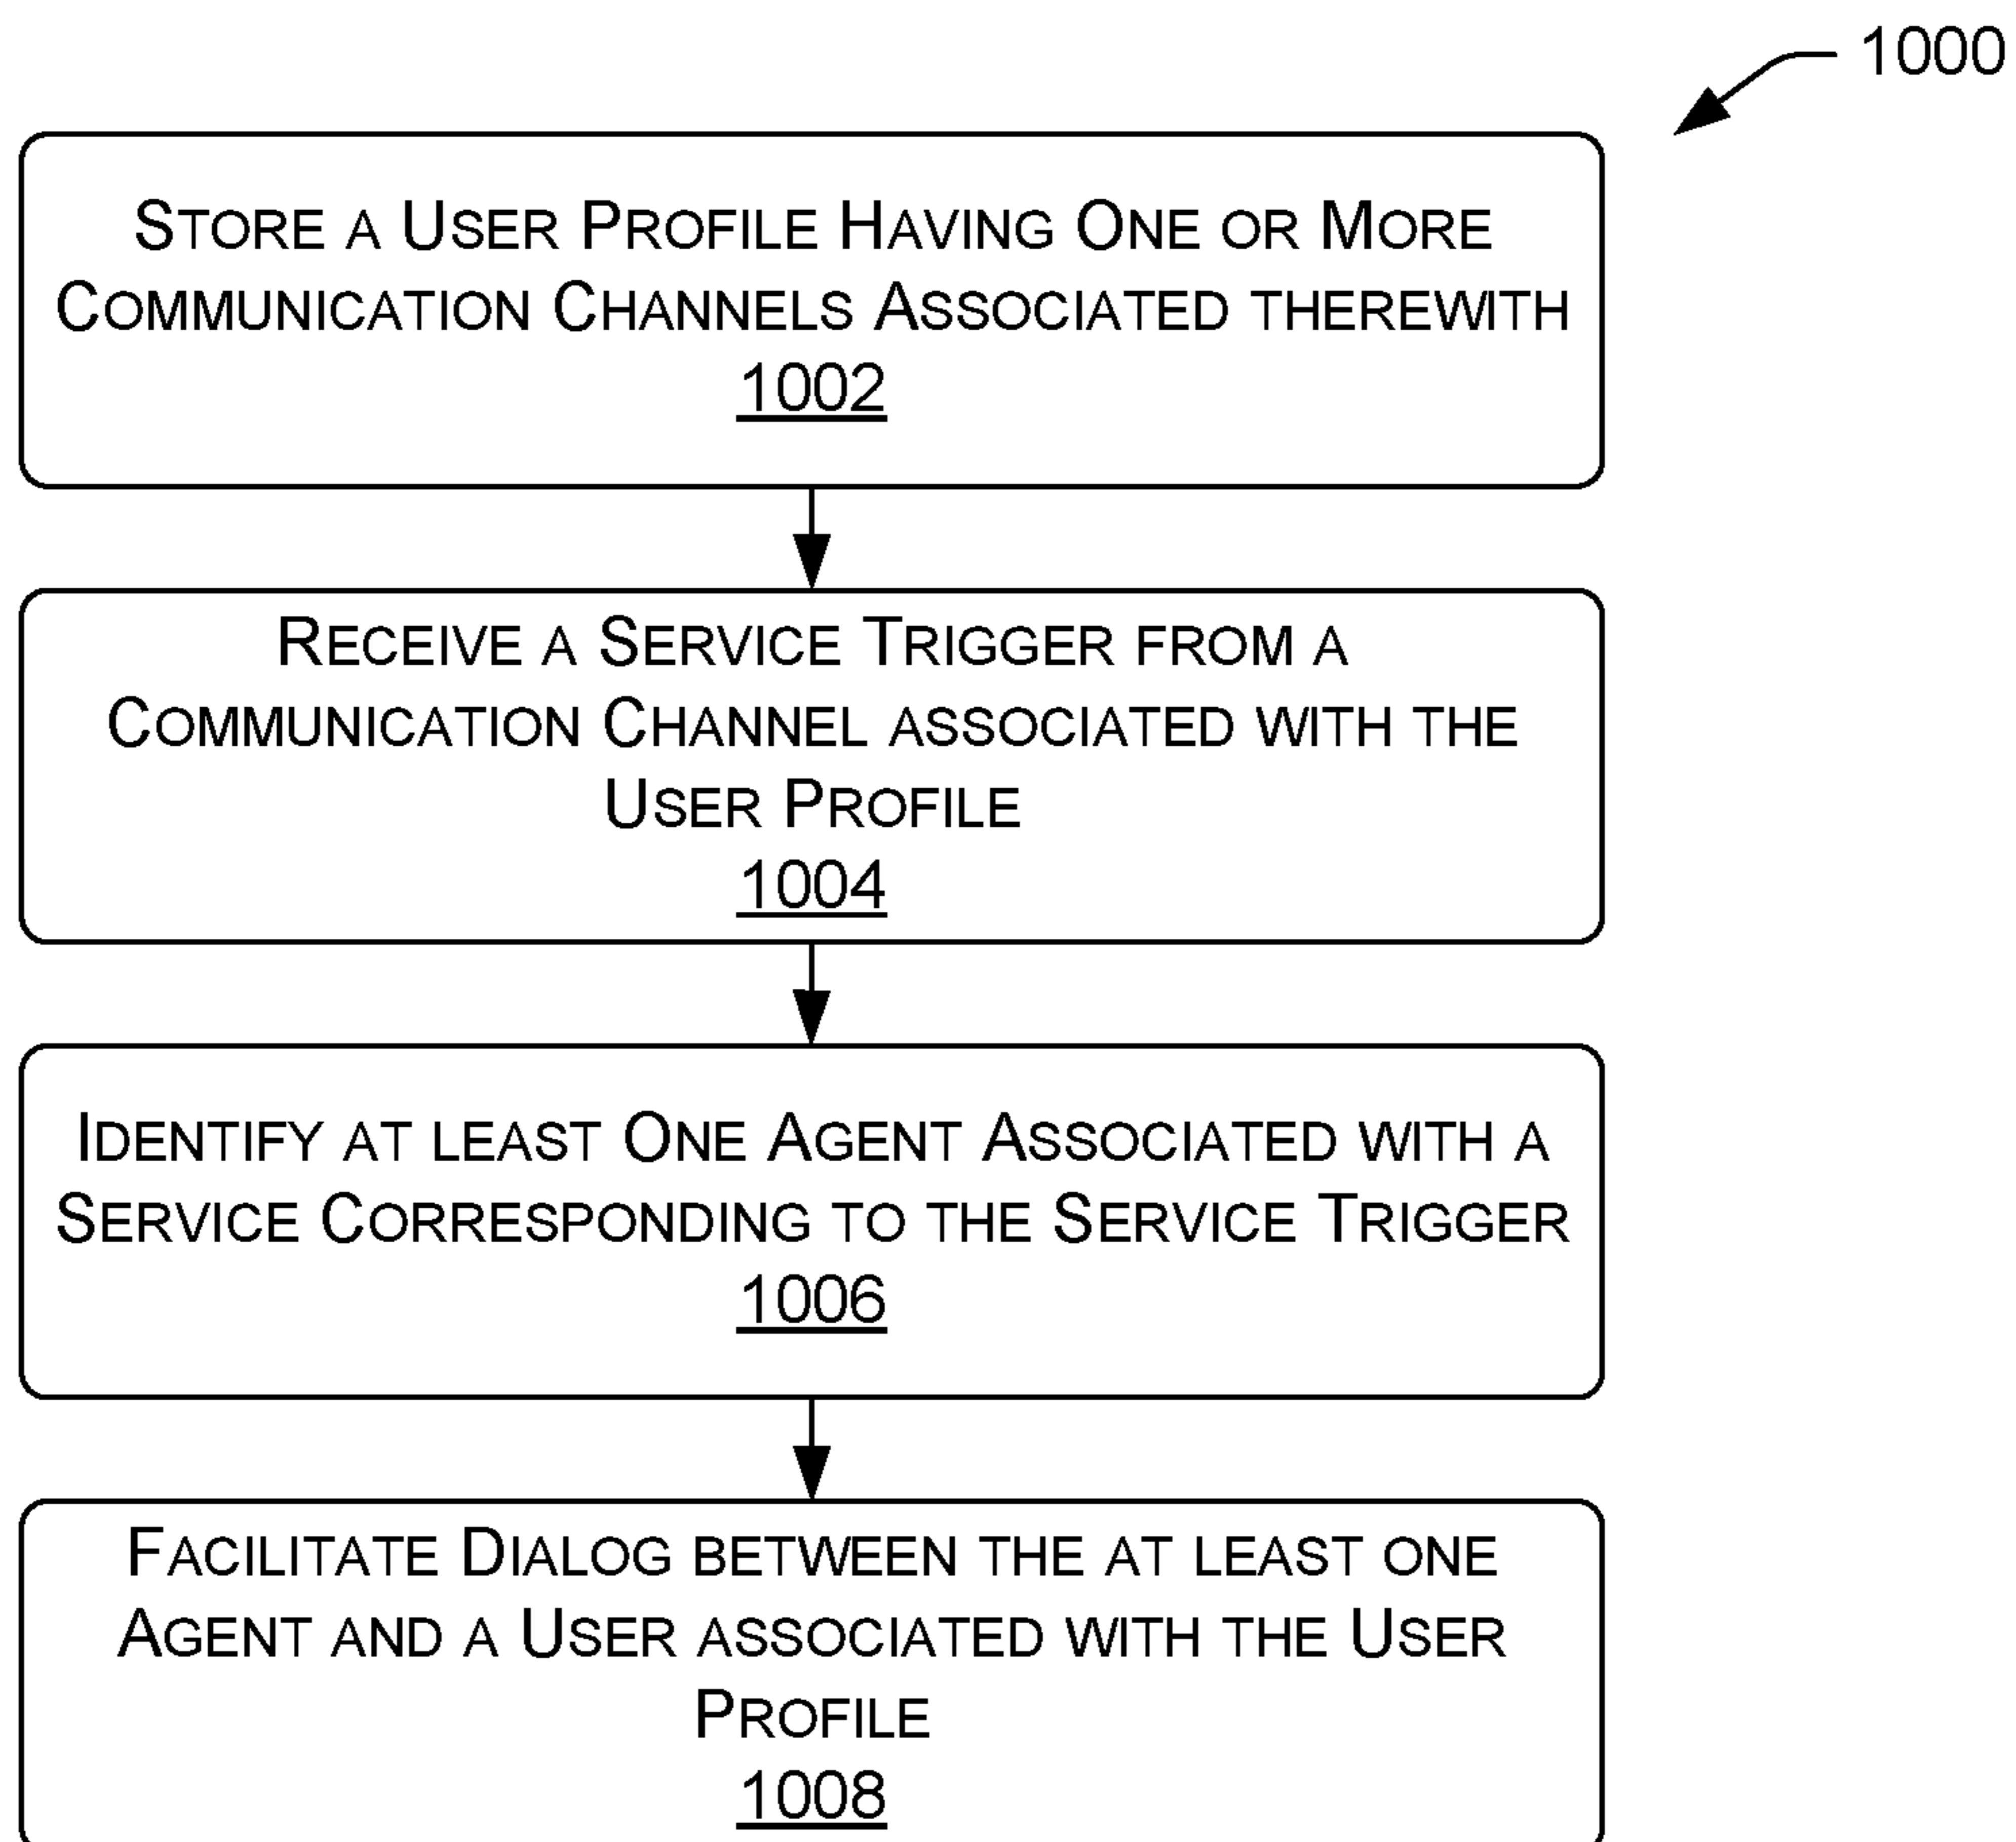 1000
Store a User Profile Having One or More
Communication Channels Associated therewith
1002
Receive a Service Trigger from a
Communication Channel associated with the
User Profile
1004
Identify at least One Agent Associated with a
Service Corresponding to the Service Trigger
1006
Facilitate Dialog between the at least one
Agent and a User associated with the User
Profile
1008